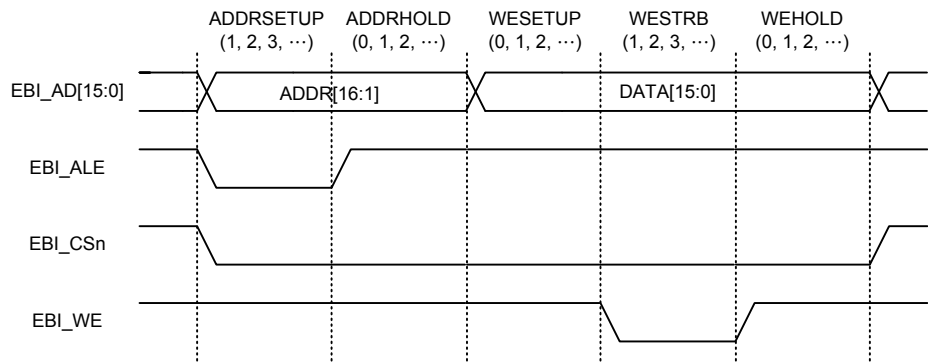 ADDRSETUP ADDRHOLD WESETUP WESTRB WEHOLD
(1, 2, 3, ⋯) (0, 1, 2, ⋯) (0, 1, 2, ⋯) (1, 2, 3, ⋯) (0, 1, 2, ⋯)
EBI_AD[15:0] ADDR[16:1] DATA[15:0]
EBI_ALE
EBI_CSn
EBI_WE